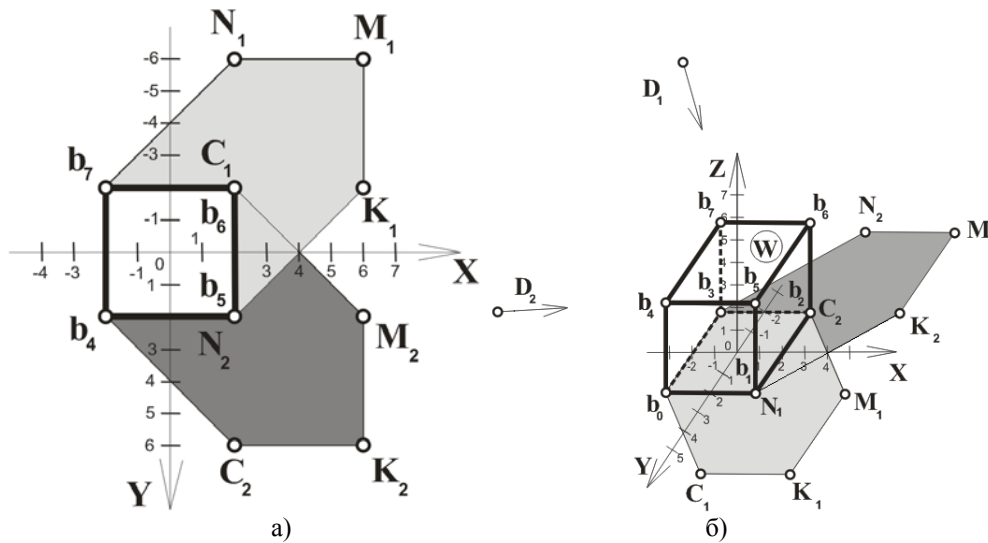 N₁ M₁
-6
-5
-4
-3
b₇ C₁
-1 b₆ K₁
-4 -3 -2 -1 0 1 3 4 5 6 7 X
1 b₅
b₄ N₂ M₂
3
4
5
6
Y C₂ K₂
а)
D₁
D₂
Z
7
6
5
4
3
1
0
b₇ b₆ N₂ M
W
b₄ b₃ b₅ b₂ C₂ K₂
-2
-1
-2 -1 1 3 4 X
b₁
1
2
3
4
5
b₀ N₁ M₁
Y C₁ K₁
б)